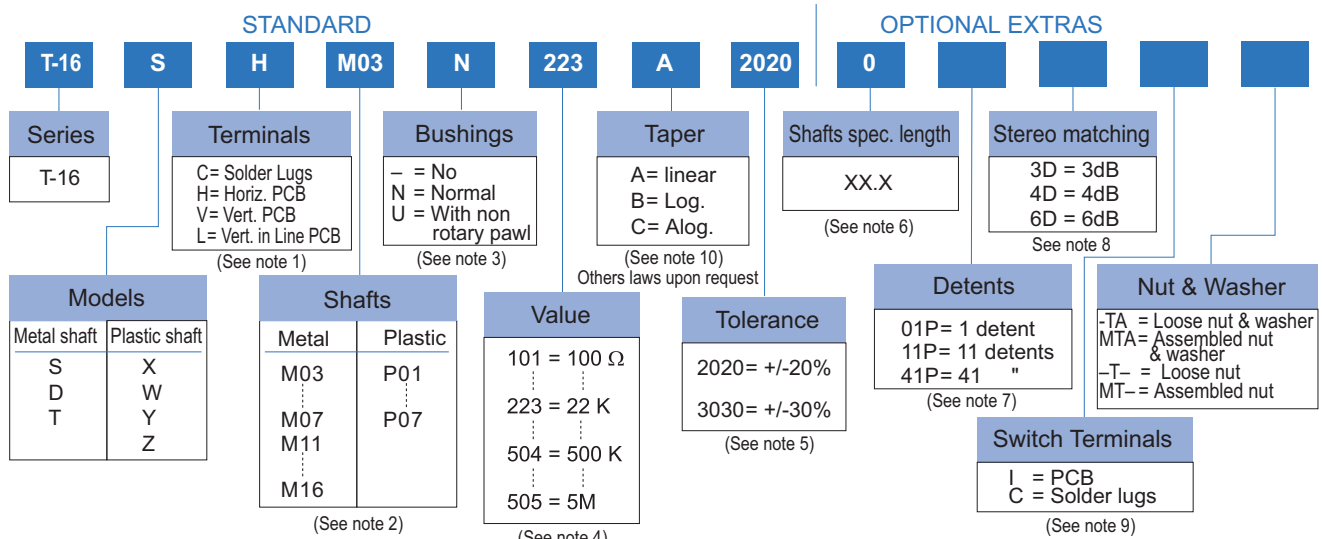 STANDARD
OPTIONAL EXTRAS
T-16 S H M03 N 223 A 2020 0
Series
T-16
Terminals
C= Solder Lugs
H= Horiz. PCB
V= Vert. PCB
L= Vert. in Line PCB
(See note 1)
Bushings
– = No
N = Normal
U = With non
rotary pawl
(See note 3)
Taper
A= linear
B= Log.
C= Alog.
(See note 10)
Others laws upon request
Shafts spec. length
XX.X
(See note 6)
Stereo matching
3D = 3dB
4D = 4dB
6D = 6dB
See note 8
Models
Metal shaft Plastic shaft
S X
D W
T Y
Z
Shafts
Metal Plastic
M03 P01
M07 P07
M11
M16
(See note 2)
Value
101 = 100 Ω
223 = 22 K
504 = 500 K
505 = 5M
(See note 4)
Tolerance
2020= +/-20%
3030= +/-30%
(See note 5)
Detents
01P= 1 detent
11P= 11 detents
41P= 41 "
(See note 7)
Switch Terminals
I = PCB
C = Solder lugs
(See note 9)
Nut & Washer
-TA = Loose nut & washer
MTA= Assembled nut
& washer
–T– = Loose nut
MT–= Assembled nut